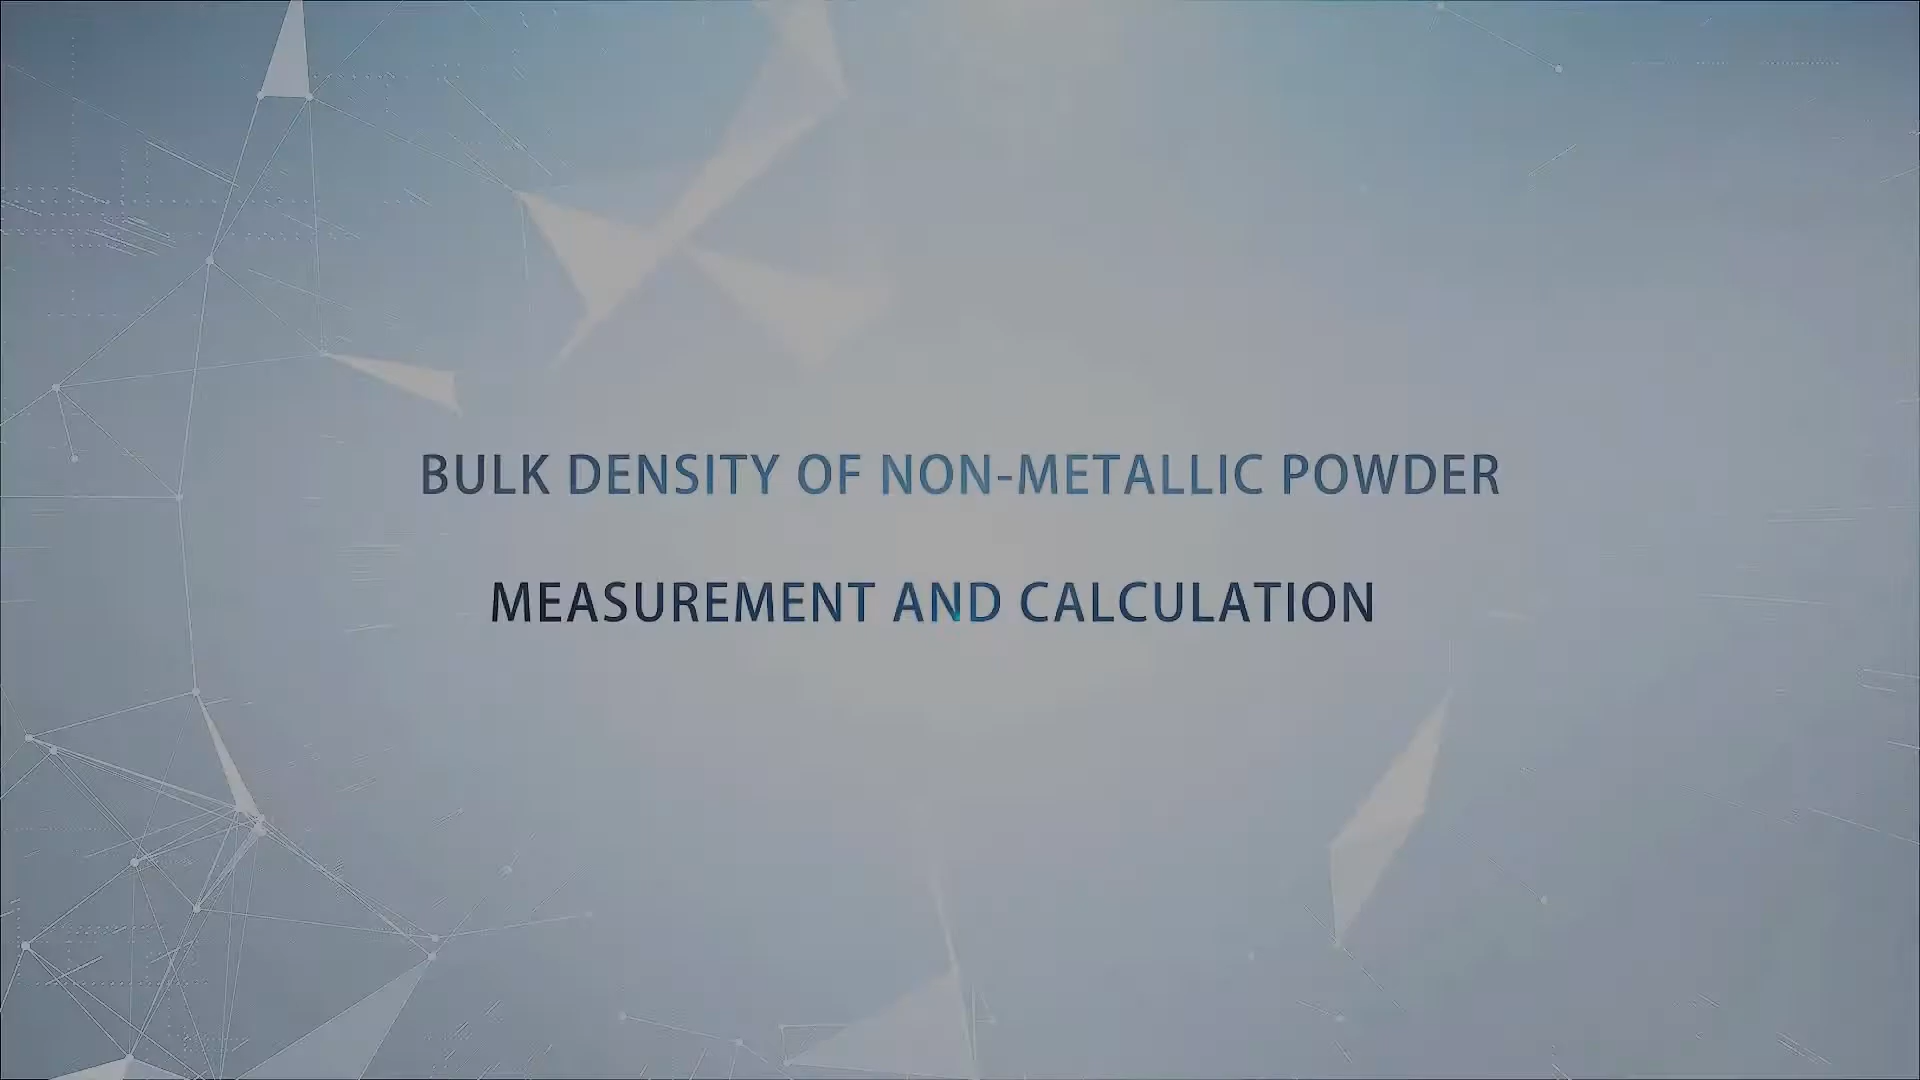 BULK DENSITY OF NON-METALLIC POWDER
MEASUREMENT AND CALCULATION